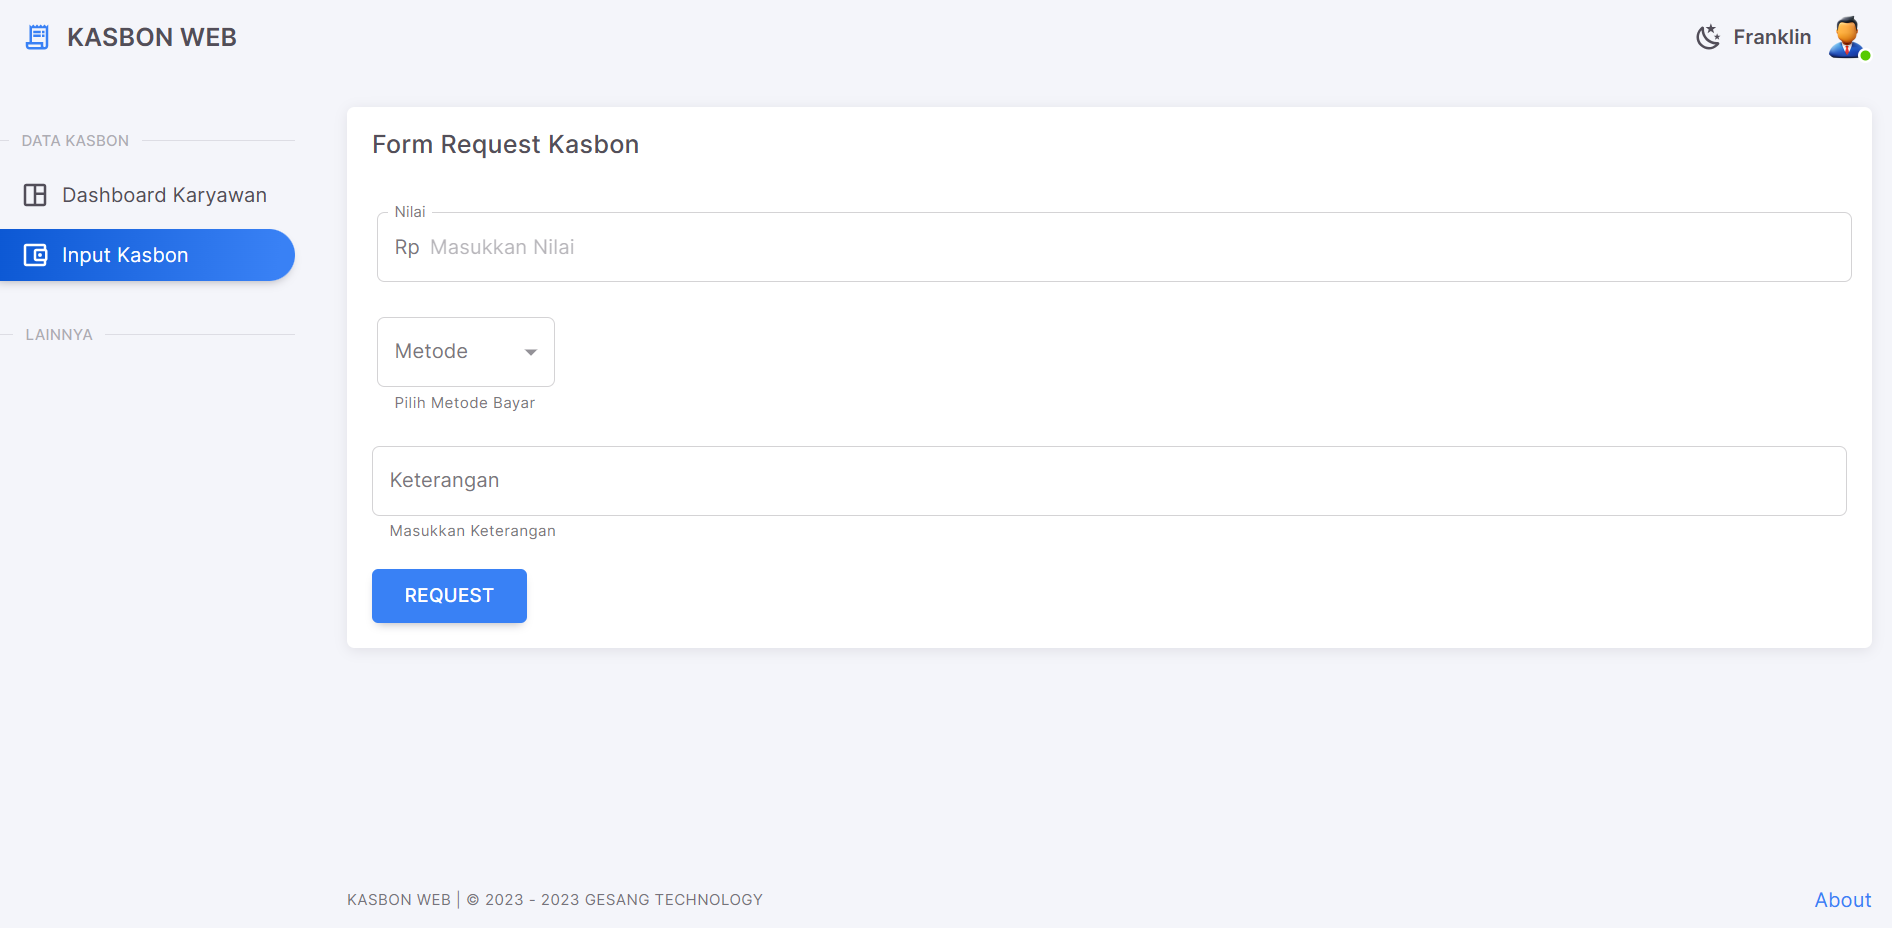 KASBON WEB
Franklin
DATA KASBON
Dashboard Karyawan
Input Kasbon
LAINNYA
Form Request Kasbon
Nilai
Rp Masukkan Nilai
Metode
Pilih Metode Bayar
Keterangan
Masukkan Keterangan
REQUEST
KASBON WEB | © 2023 - 2023 GESANG TECHNOLOGY
About